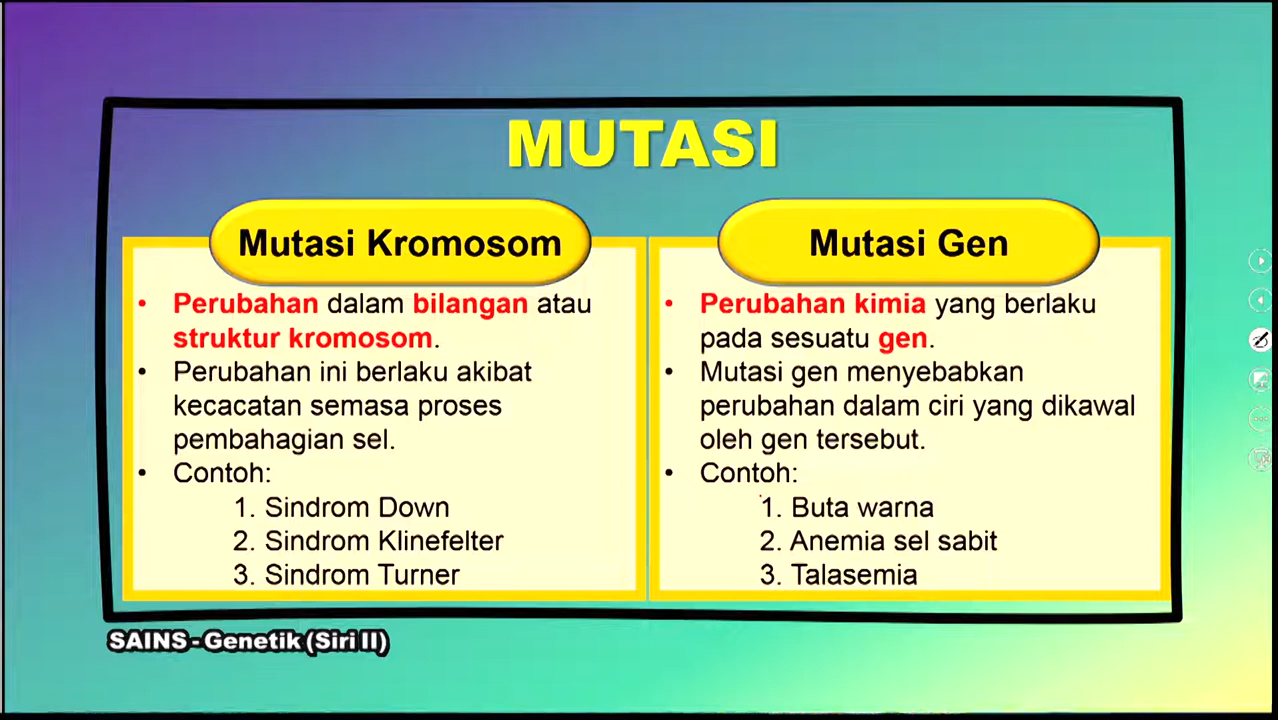 MUTASI
Mutasi Kromosom
• Perubahan dalam bilangan atau
struktur kromosom.
• Perubahan ini berlaku akibat
kecacatan semasa proses
pembahagian sel.
• Contoh:
1. Sindrom Down
2. Sindrom Klinefelter
3. Sindrom Turner
Mutasi Gen
• Perubahan kimia yang berlaku
pada sesuatu gen.
• Mutasi gen menyebabkan
perubahan dalam ciri yang dikawal
oleh gen tersebut.
• Contoh:
1. Buta warna
2. Anemia sel sabit
3. Talasemia
SAINS - Genetik (Siri II)